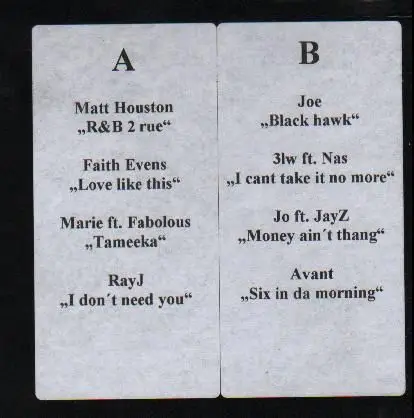 A
Matt Houston
„R&B 2 rue“
Faith Evens
„Love like this“
Marie ft. Fabolous
„Tameeka“
RayJ
„I don´t need you“
B
Joe
„Black hawk“
3lw ft. Nas
„I cant take it no more“
Jo ft. JayZ
„Money ain´t thang“
Avant
„Six in da morning“